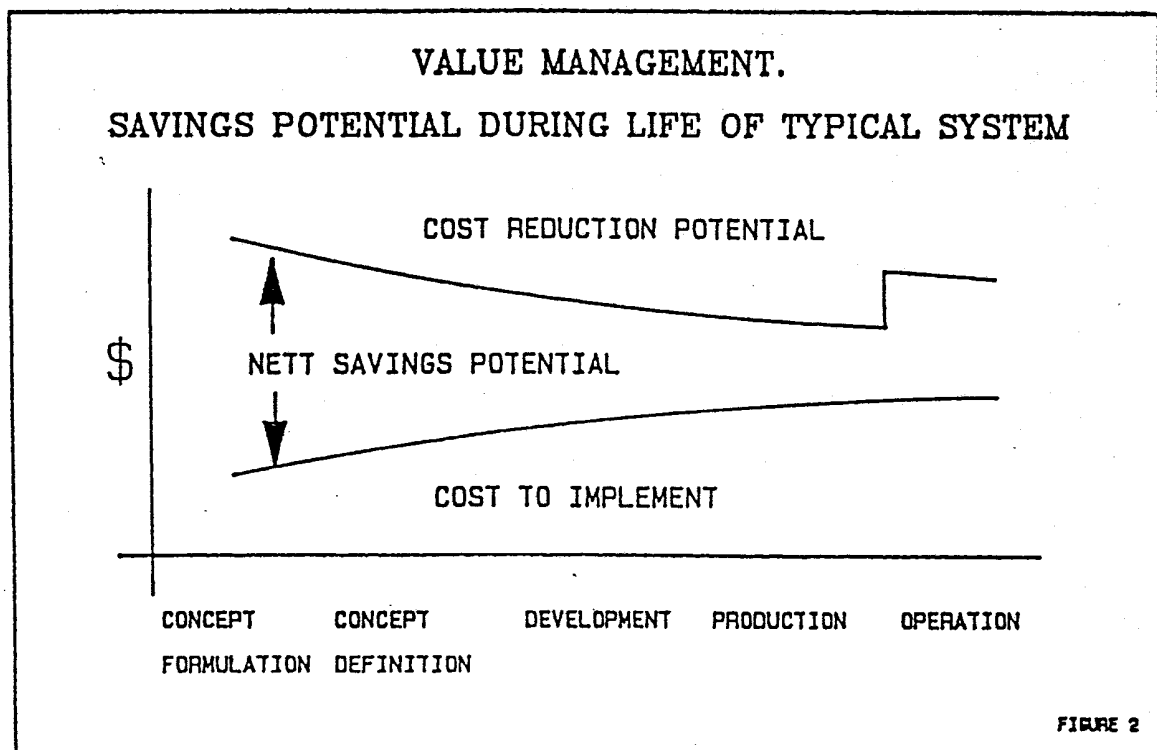 VALUE MANAGEMENT.
SAVINGS POTENTIAL DURING LIFE OF TYPICAL SYSTEM
COST REDUCTION POTENTIAL
$
NETT SAVINGS POTENTIAL
COST TO IMPLEMENT
CONCEPT CONCEPT DEVELOPMENT PRODUCTION OPERATION
FORMULATION DEFINITION
FIGURE 2